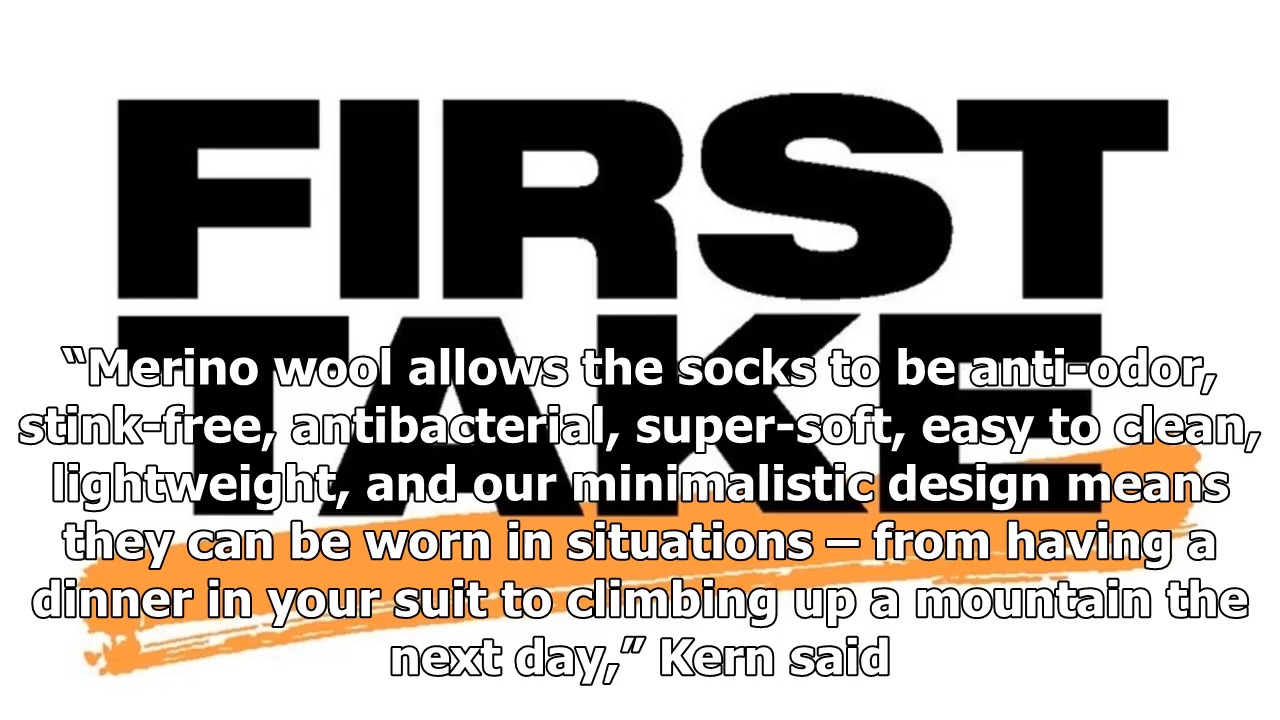 FIRST
TAKE
“Merino wool allows the socks to be anti-odor,
stink-free, antibacterial, super-soft, easy to clean,
lightweight, and our minimalistic design means
they can be worn in situations – from having a
dinner in your suit to climbing up a mountain the
next day,” Kern said